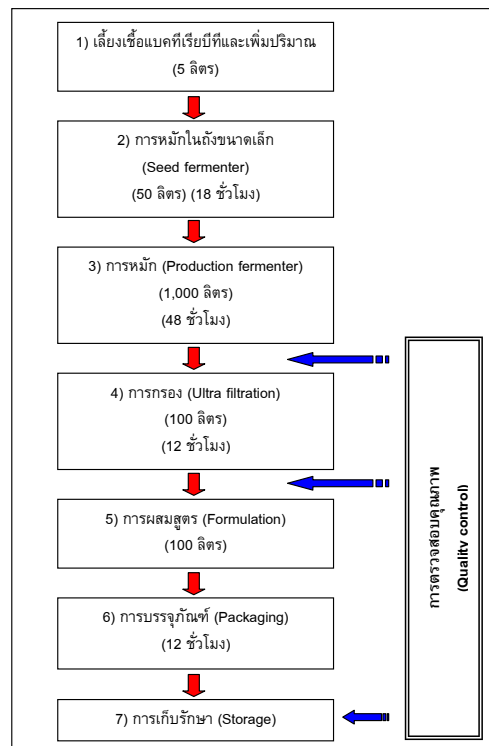 1) เลี้ยงเชื้อแบคทีเรียบีทีและเพิ่มปริมาณ
(5 ลิตร)
2) การหมักในถังขนาดเล็ก
(Seed fermenter)
(50 ลิตร) (18 ชั่วโมง)
3) การหมัก (Production fermenter)
(1,000 ลิตร)
(48 ชั่วโมง)
4) การกรอง (Ultra filtration)
(100 ลิตร)
(12 ชั่วโมง)
5) การผสมสูตร (Formulation)
(100 ลิตร)
6) การบรรจุภัณฑ์ (Packaging)
(12 ชั่วโมง)
7) การเก็บรักษา (Storage)
การตรวจสอบคุณภาพ
(Quality control)